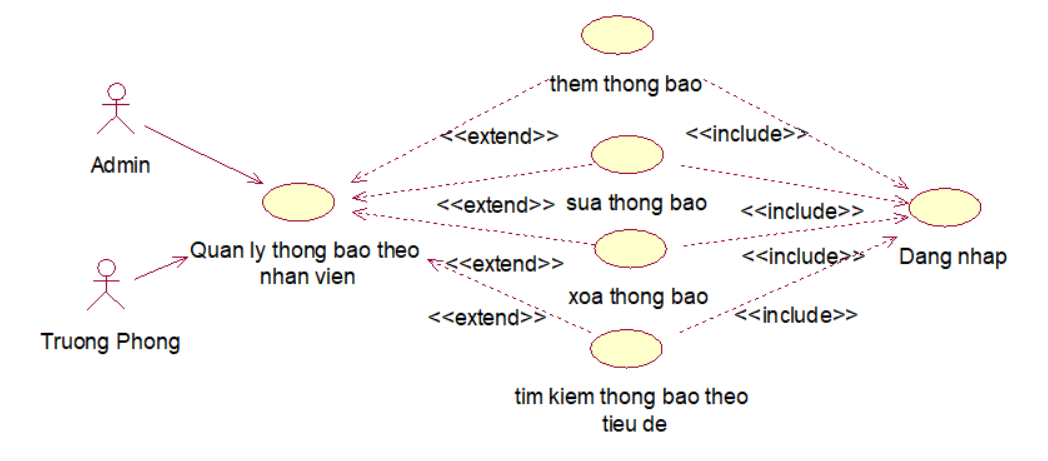 them thong bao
<<extend>>
<<include>>
Admin
sua thong bao
<<extend>>
<<include>>
Quan ly thong bao theo
nhan vien
<<extend>>
<<include>>
Dang nhap
xoa thong bao
<<extend>>
<<include>>
Truong Phong
tim kiem thong bao theo
tieu de